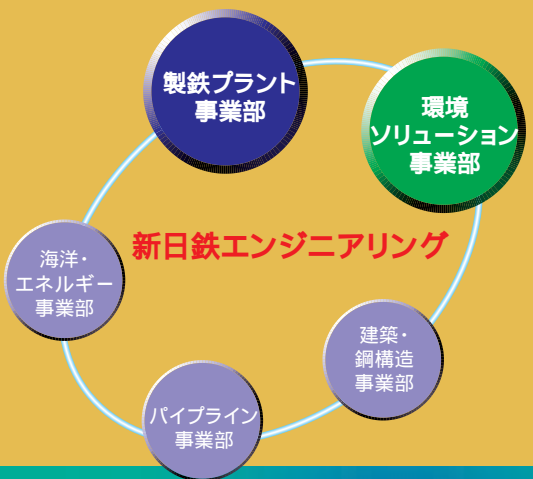 製鉄プラント
事業部
環境
ソリューション
事業部
新日鉄エンジニアリング
海洋・
エネルギー
事業部
建築・
鋼構造
事業部
パイプライン
事業部